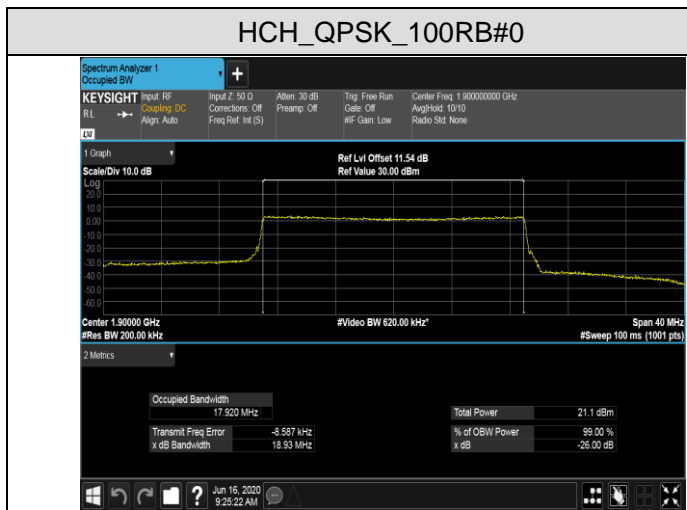 HCH_QPSK_100RB#0
Spectrum Analyzer 1
Occupied BW
+
KEYSIGHT Input: RF Input Z: 50 Ω Atten: 30 dB Trig: Free Run Center Freq: 1.900000000 GHz
RL Coupling: DC Corrections: Off Preamp: Off Gate: Off Avg|Hold: 10/10
Align: Auto Freq Ref: Int (S) #IF Gain: Low Radio Std: None
LXI
1 Graph
Ref Lvl Offset 11.54 dB
Scale/Div 10.0 dB Ref Value 30.00 dBm
Log
20.0
10.0
0.00
-10.0
-20.0
-30.0
-40.0
-50.0
-60.0
Center 1.90000 GHz #Video BW 620.00 kHz* Span 40 MHz
#Res BW 200.00 kHz #Sweep 100 ms (1001 pts)
2 Metrics
Occupied Bandwidth
17.920 MHz Total Power 21.1 dBm
Transmit Freq Error -8.587 kHz % of OBW Power 99.00 %
x dB Bandwidth 18.93 MHz x dB -26.00 dB
? Jun 16, 2020
9:25:22 AM